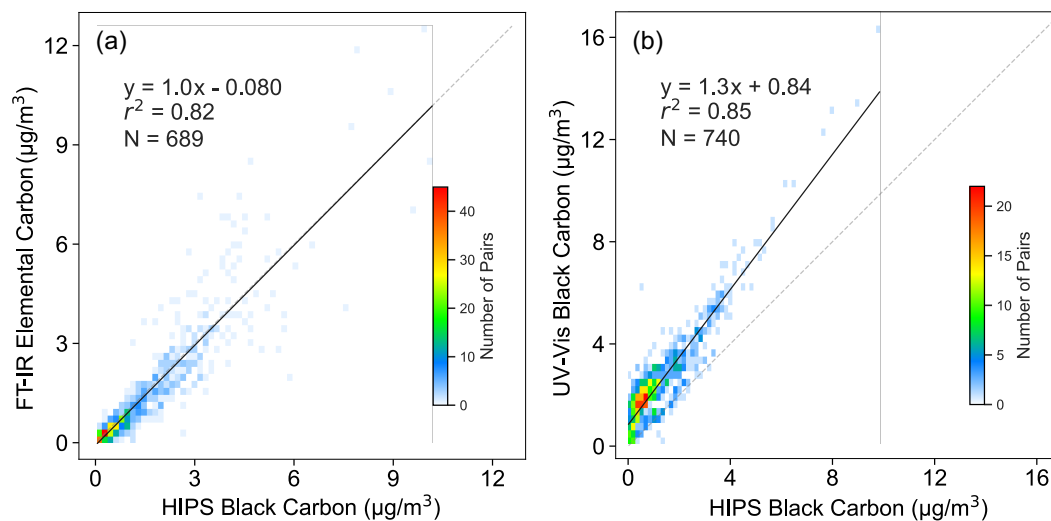 (a)
y = 1.0x - 0.080
r² = 0.82
N = 689
FT-IR Elemental Carbon (µg/m³)
12
9
6
3
0
0 3 6 9 12
HIPS Black Carbon (µg/m³)
40
30
20
10
0
Number of Pairs
(b)
y = 1.3x + 0.84
r² = 0.85
N = 740
UV-Vis Black Carbon (µg/m³)
16
12
8
4
0
0 4 8 12 16
HIPS Black Carbon (µg/m³)
20
15
10
5
0
Number of Pairs